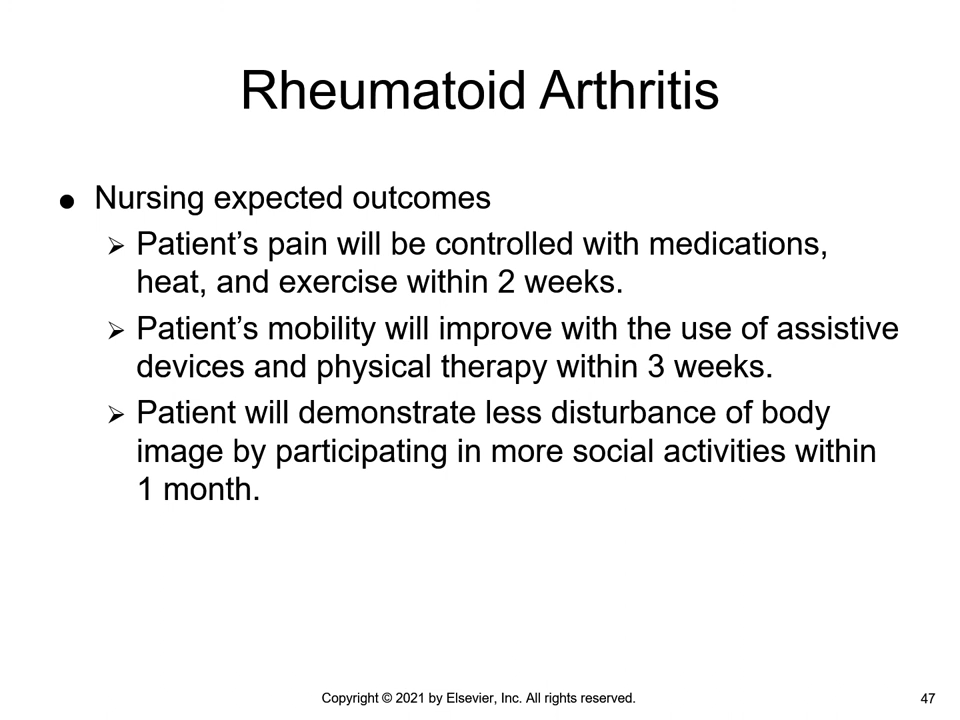 Rheumatoid Arthritis
● Nursing expected outcomes
➢ Patient’s pain will be controlled with medications,
heat, and exercise within 2 weeks.
➢ Patient’s mobility will improve with the use of assistive
devices and physical therapy within 3 weeks.
➢ Patient will demonstrate less disturbance of body
image by participating in more social activities within
1 month.
Copyright © 2021 by Elsevier, Inc. All rights reserved.
47